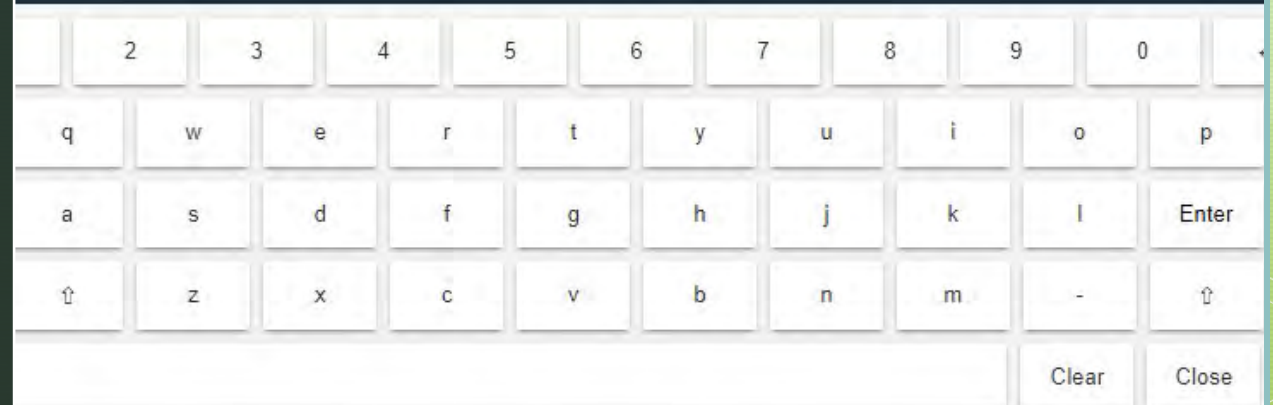 2 3 4 5 6 7 8 9 0
q w e r t y u i o p
a s d f g h j k l Enter
⇧ z x c v b n m - ⇧
Clear Close